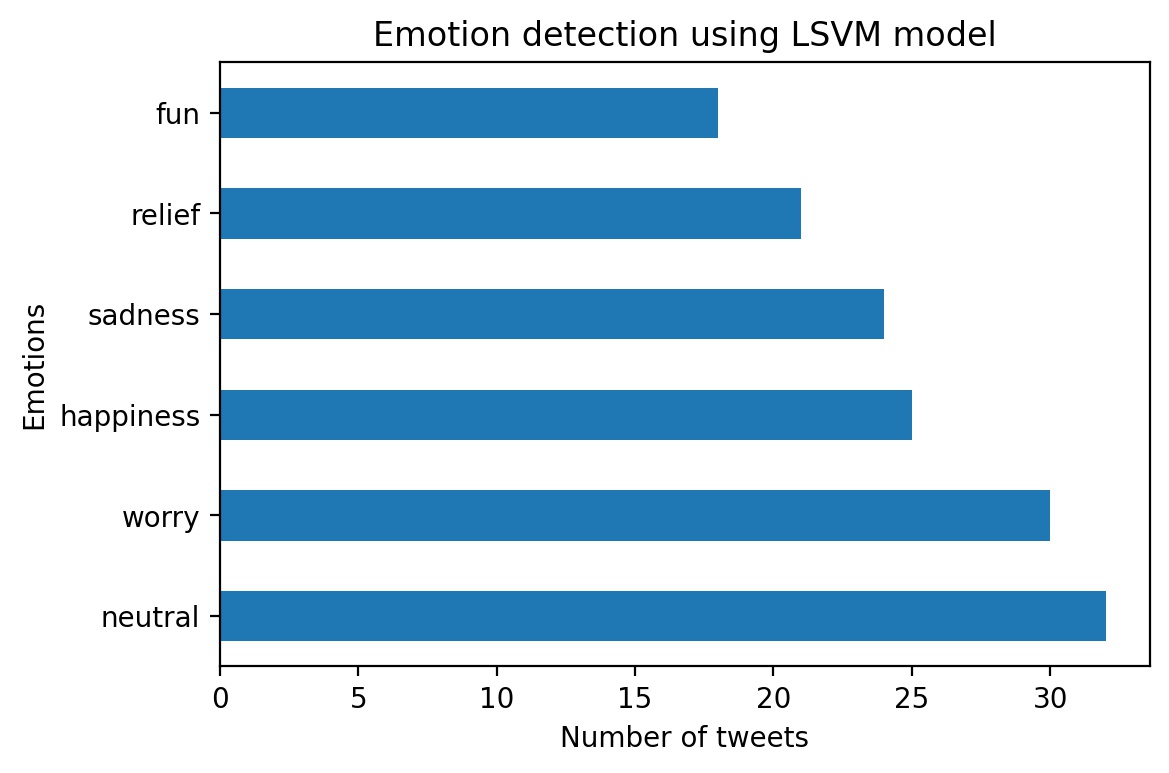 Emotion detection using LSVM model
fun
relief
sadness
happiness
worry
neutral
Emotions
0 5 10 15 20 25 30
Number of tweets